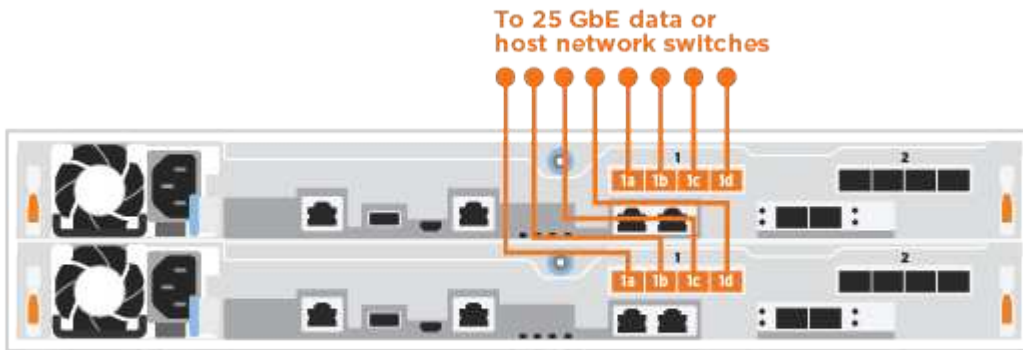 To 25 GbE data or
host network switches
1 2
1a 1b 1c 1d
1 2
1a 1b 1c 1d